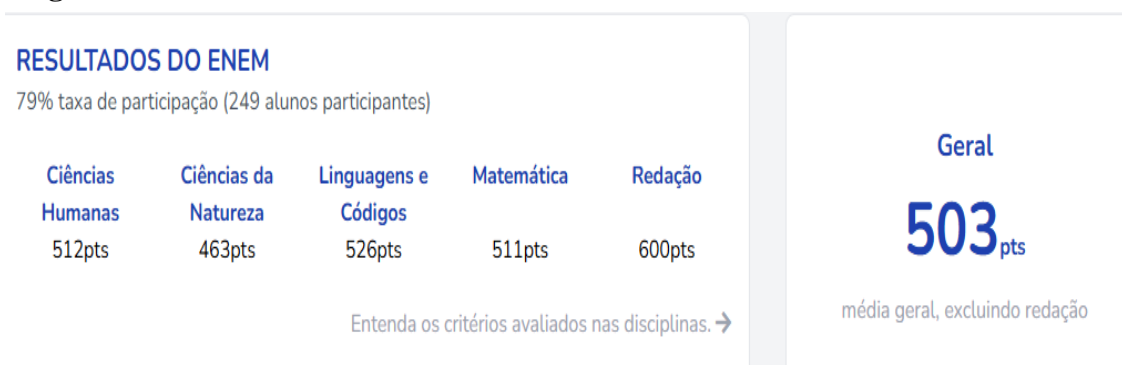 RESULTADOS DO ENEM
79% taxa de participação (249 alunos participantes)
Ciências Humanas
512pts
Ciências da Natureza
463pts
Linguagens e Códigos
526pts
Matemática
511pts
Redação
600pts
Entenda os critérios avaliados nas disciplinas. →
Geral
503pts
média geral, excluindo redação